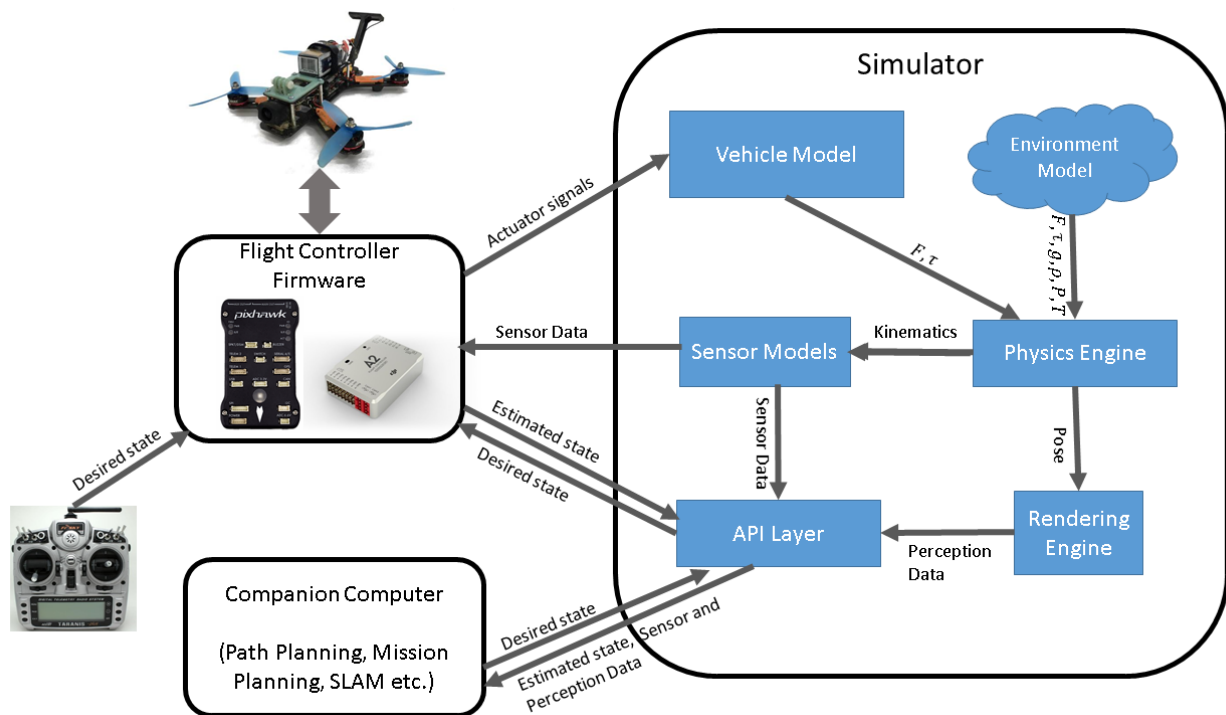 Simulator
Vehicle Model
Environment
Model
Actuator signals
F, τ
F, τ, g, ρ, P, T
Flight Controller
Firmware
pixhawk
A2
Sensor Data
Sensor Models
Kinematics
Physics Engine
Estimated state
Desired state
Sensor Data
Pose
Desired state
API Layer
Perception
Data
Rendering
Engine
TARANIS
Companion Computer
(Path Planning, Mission
Planning, SLAM etc.)
Desired state
Estimated state, Sensor and
Perception Data